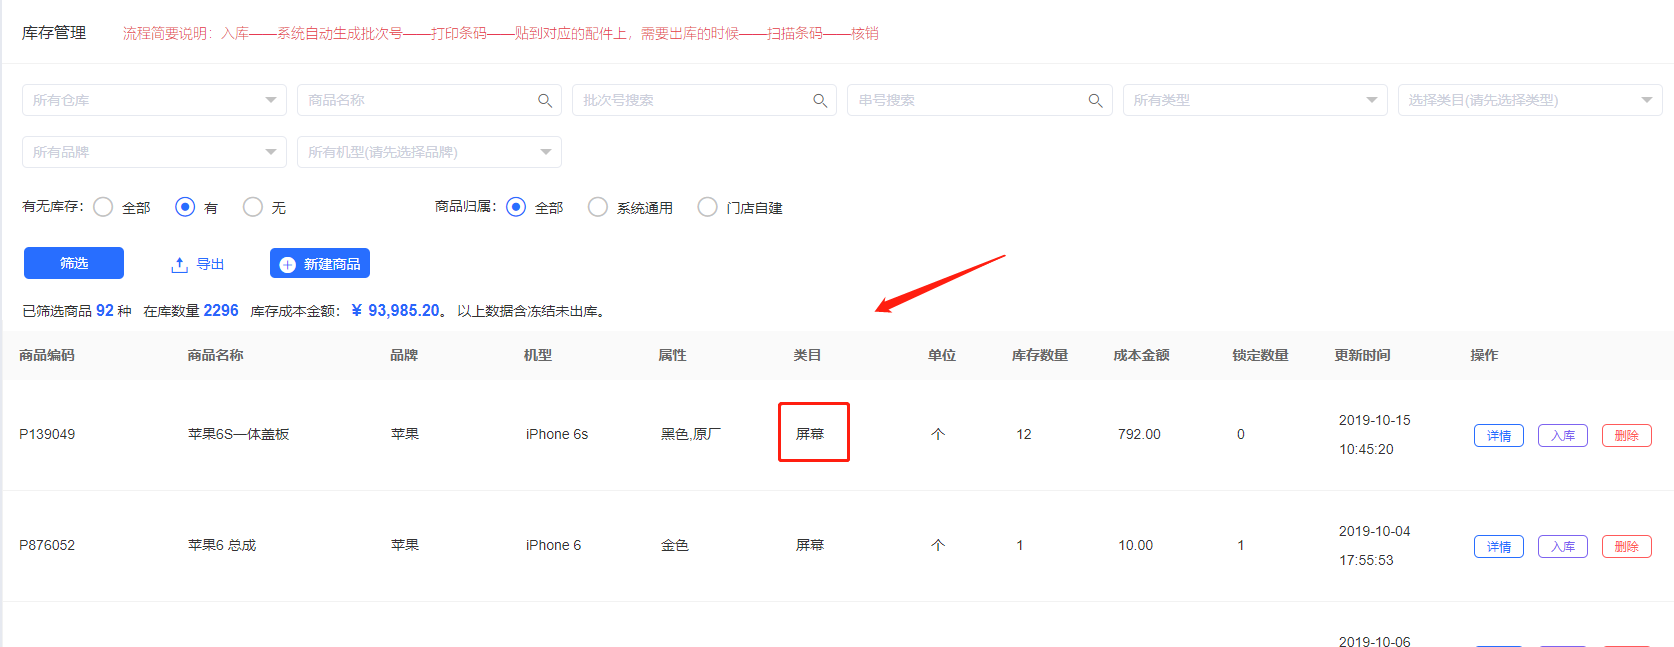 库存管理 流程简要说明：入库——系统自动生成批次号——打印条码——贴到对应的配件上，需要出库的时候——扫描条码——核销
所有仓库 商品名称 批次号搜索 串号搜索 所有类型 选择类目(请先选择类型)
所有品牌 所有机型(请先选择品牌)
有无库存： 全部 有 无 商品归属： 全部 系统通用 门店自建
筛选 导出 新建商品
已筛选商品 92 种 在库数量 2296 库存成本金额： ¥ 93,985.20。 以上数据含冻结未出库。
商品编码 商品名称 品牌 机型 属性 类目 单位 库存数量 成本金额 锁定数量 更新时间 操作
P139049 苹果6S—体盖板 苹果 iPhone 6s 黑色,原厂 屏幕 个 12 792.00 0 2019-10-15 10:45:20 详情 入库 删除
P876052 苹果6 总成 苹果 iPhone 6 金色 屏幕 个 1 10.00 1 2019-10-04 17:55:53 详情 入库 删除
2019-10-06